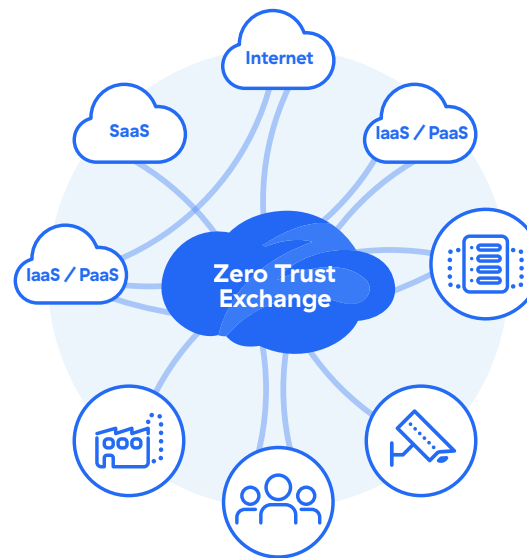 Internet
SaaS
IaaS / PaaS
IaaS / PaaS
Zero Trust
Exchange